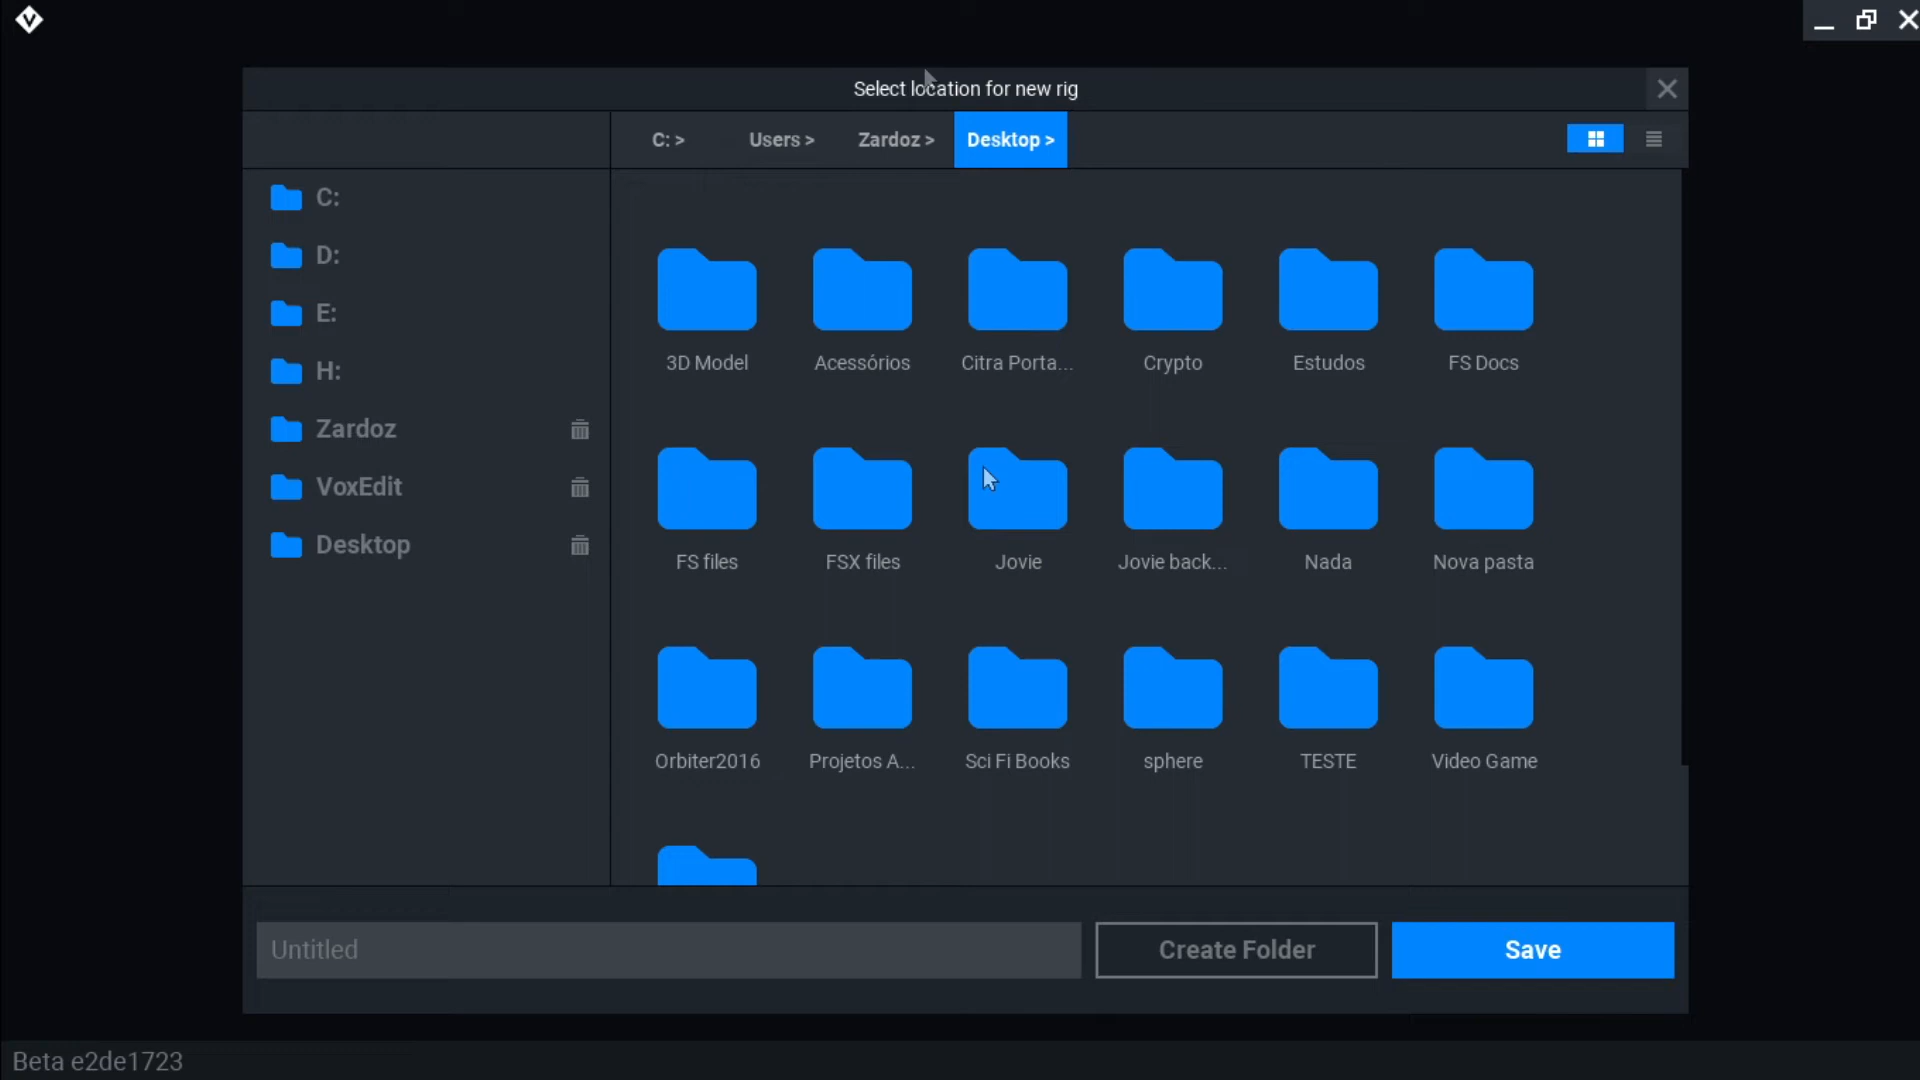 Select location for new rig
C: > Users > Zardoz > Desktop >
C:
D:
E:
H:
Zardoz
VoxEdit
Desktop
3D Model Acessórios Citra Porta... Crypto Estudos FS Docs
FS files FSX files Jovie Jovie back... Nada Nova pasta
Orbiter2016 Projetos A... Sci Fi Books sphere TESTE Video Game
Untitled Create Folder Save
Beta e2de1723